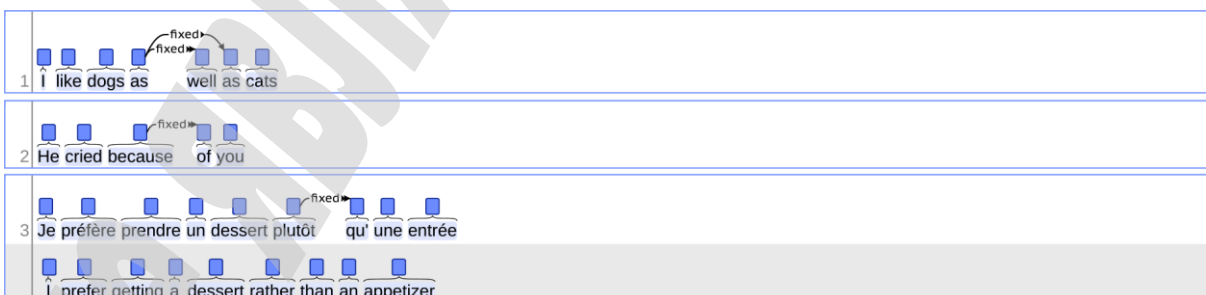 fixed
fixed
1 I like dogs as well as cats
fixed
2 He cried because of you
fixed
3 Je préfère prendre un dessert plutôt qu' une entrée
I prefer getting a dessert rather than an appetizer